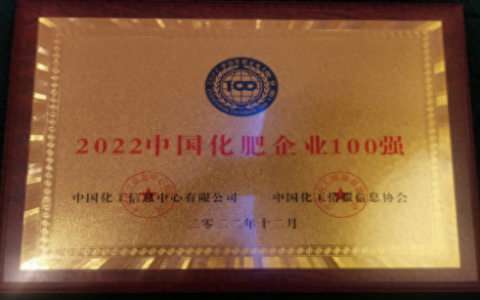 100
2022中国化肥企业100强
中国化工信息中心有限公司 中国化工情报信息协会
二零二二年十二月